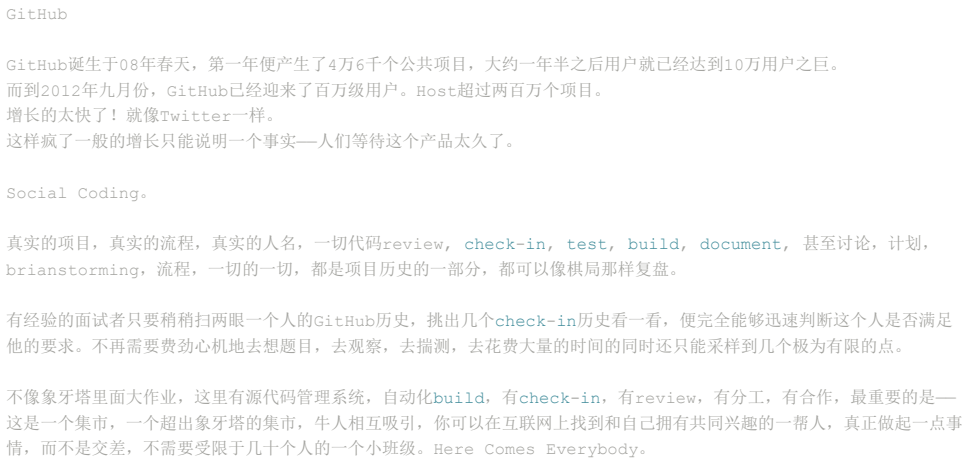 GitHub
GitHub诞生于08年春天，第一年便产生了4万6千个公共项目，大约一年半之后用户就已经达到10万用户之巨。
而到2012年九月份，GitHub已经迎来了百万级用户。Host超过两百万个项目。
增长的太快了！就像Twitter一样。
这样疯了一般的增长只能说明一个事实——人们等待这个产品太久了。
Social Coding。
真实的项目，真实的流程，真实的人名，一切代码review, check-in, test, build, document, 甚至讨论，计划，
brianstorming，流程，一切的一切，都是项目历史的一部分，都可以像棋局那样复盘。
有经验的面试者只要稍稍扫两眼一个人的GitHub历史，挑出几个check-in历史看一看，便完全能够迅速判断这个人是否满足
他的要求。不再需要费劲心机地去想题目，去观察，去揣测，去花费大量的时间的同时还只能采样到几个极为有限的点。
不像象牙塔里面大作业，这里有源代码管理系统，自动化build，有check-in，有review，有分工，有合作，最重要的是——
这是一个集市，一个超出象牙塔的集市，牛人相互吸引，你可以在互联网上找到和自己拥有共同兴趣的一帮人，真正做起一点事
情，而不是交差，不需要受限于几十个人的一个小班级。Here Comes Everybody。